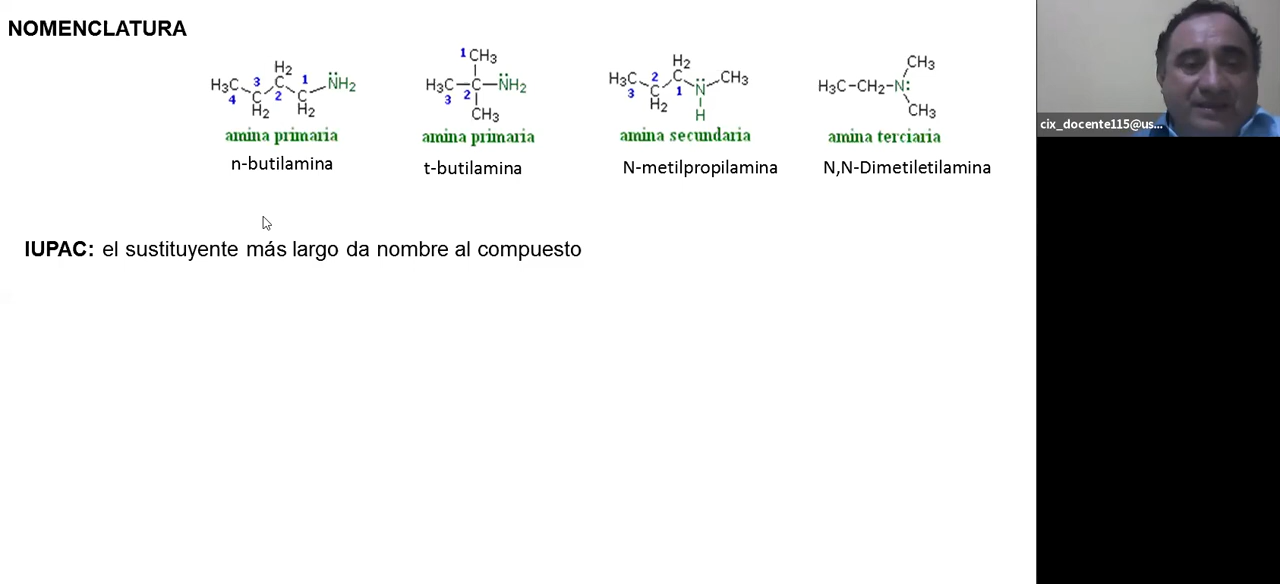 NOMENCLATURA
H3C 4 3 C H2 H2 C 2 1 C H2 N̈H2
1 CH3 H3C 3 C 2 N̈H2 CH3
H3C 3 2 C H2 H2 C 1 N̈ H CH3
H3C-CH2-N: CH3 CH3
amina primaria
amina primaria
amina secundaria
amina terciaria
n-butilamina
t-butilamina
N-metilpropilamina
N,N-Dimetiletilamina
IUPAC: el sustituyente más largo da nombre al compuesto
cix_docente115@us...